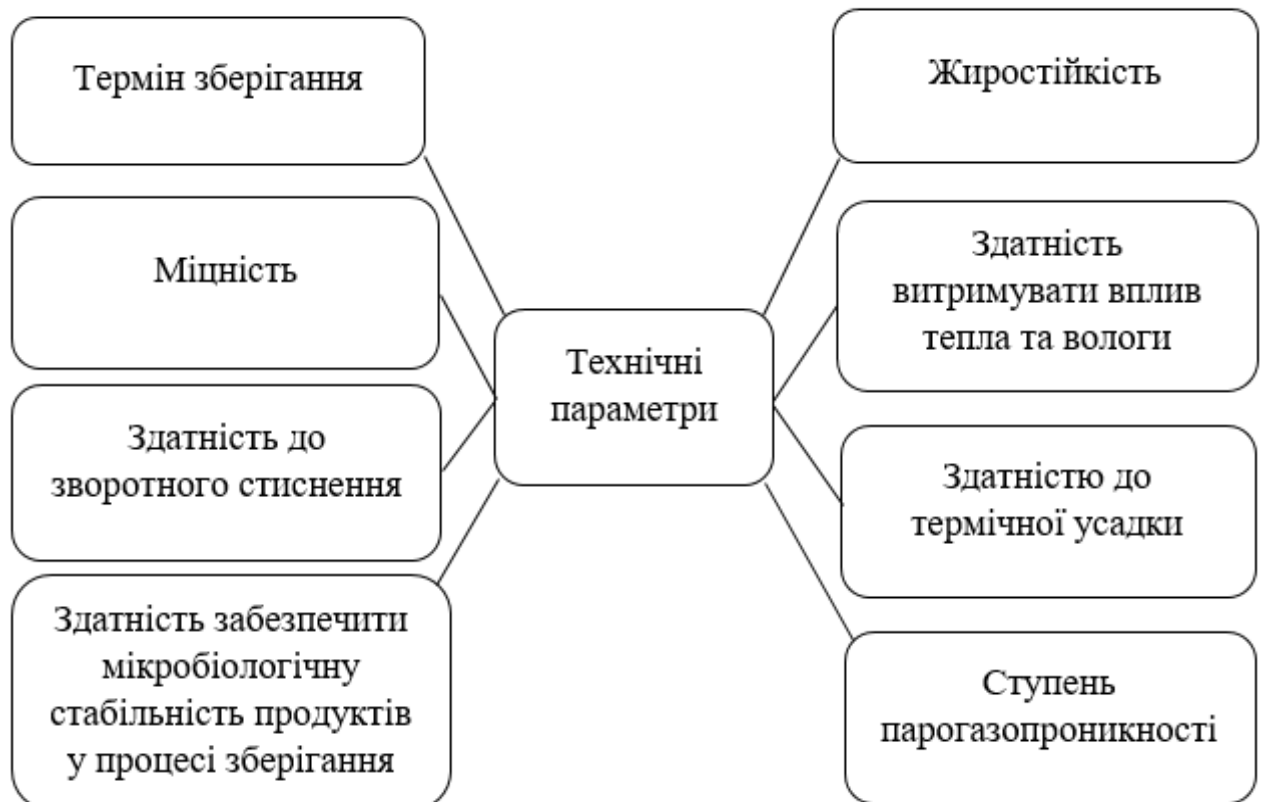 Термін зберігання
Міцність
Здатність до
зворотного стиснення
Здатність забезпечити
мікробіологічну
стабільність продуктів
у процесі зберігання
Технічні
параметри
Жиростійкість
Здатність
витримувати вплив
тепла та вологи
Здатністю до
термічної усадки
Ступень
парогазопроникності